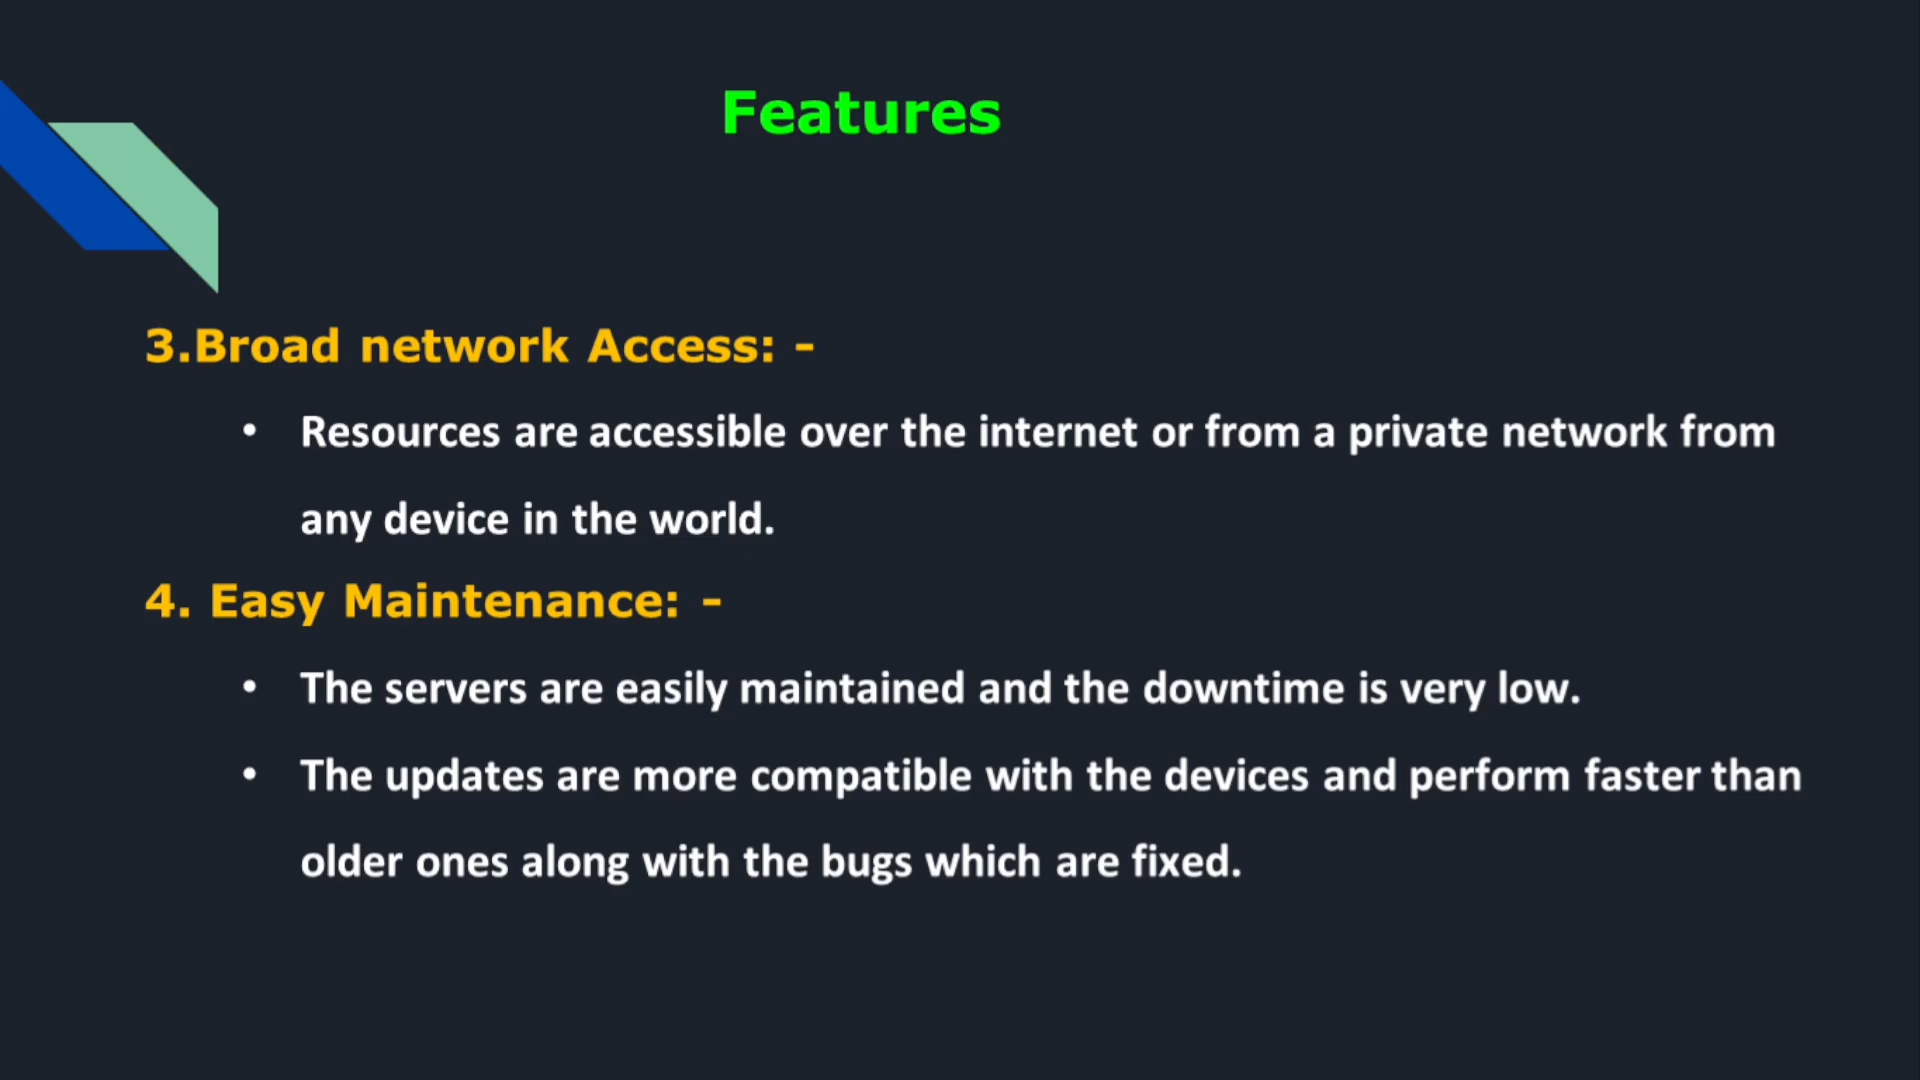 Features
3.Broad network Access: -
• Resources are accessible over the internet or from a private network from
any device in the world.
4. Easy Maintenance: -
• The servers are easily maintained and the downtime is very low.
• The updates are more compatible with the devices and perform faster than
older ones along with the bugs which are fixed.